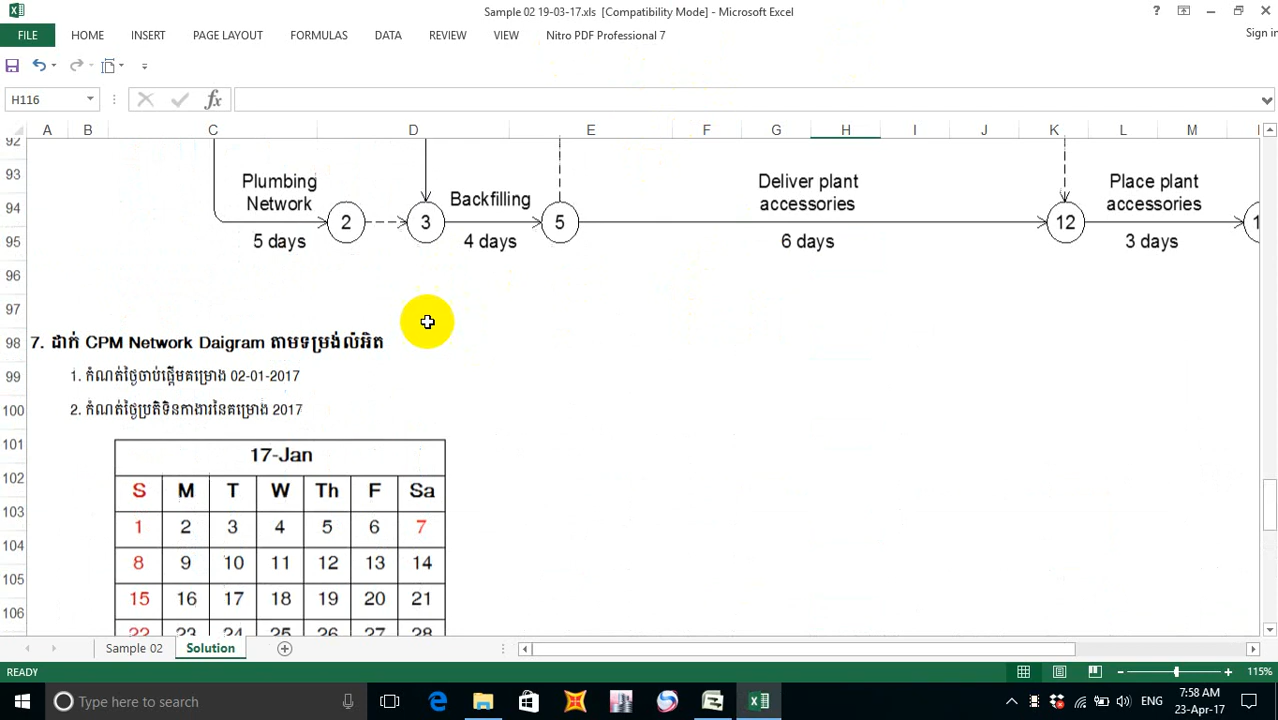 Sample 02 19-03-17.xls [Compatibility Mode] - Microsoft Excel
?
FILE HOME INSERT PAGE LAYOUT FORMULAS DATA REVIEW VIEW Nitro PDF Professional 7 Sign in
H116 fx
A B C D E F G H I J K L M
92
93
94
95
96
97
98
99
100
101
102
103
104
105
106
Plumbing
Network
2
5 days
3
Backfilling
4 days
5
Deliver plant
accessories
6 days
12
Place plant
accessories
3 days
7. ដាក់ CPM Network Daigram តាមទម្រង់លំអិត
1. កំណត់ថ្ងៃចាប់ផ្តើមគម្រោង 02-01-2017
2. កំណត់ថ្ងៃប្រតិទិនកាងារនៃគម្រោង 2017
17-Jan
S M T W Th F Sa
1 2 3 4 5 6 7
8 9 10 11 12 13 14
15 16 17 18 19 20 21
22 23 24 25 26 27 28
Sample 02 Solution
READY 115%
Type here to search
ENG
7:58 AM
23-Apr-17